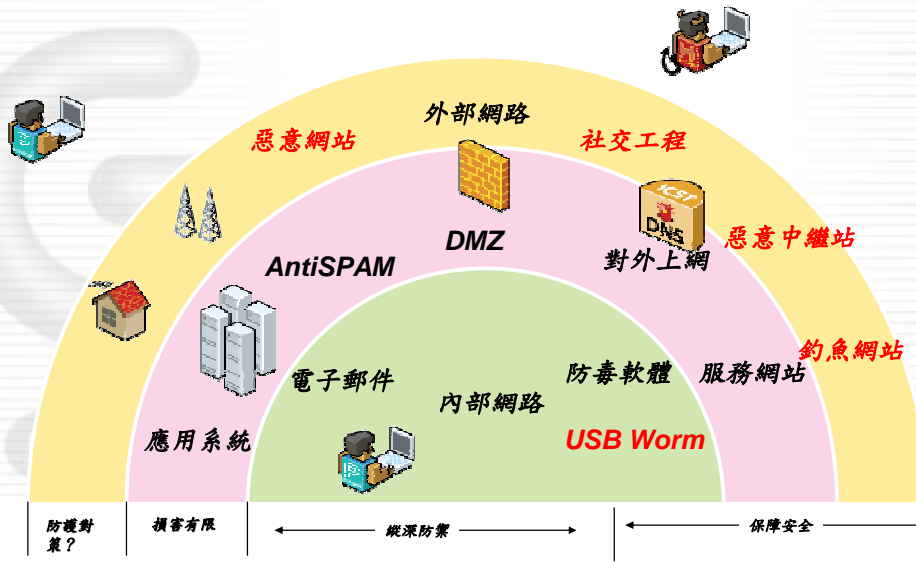 外部網路
惡意網站
社交工程
DNS
惡意中繼站
DMZ
AntiSPAM
對外上網
釣魚網站
電子郵件
防毒軟體
服務網站
內部網路
應用系統
USB Worm
防護對
策？
損害有限
縱深防禦
保障安全